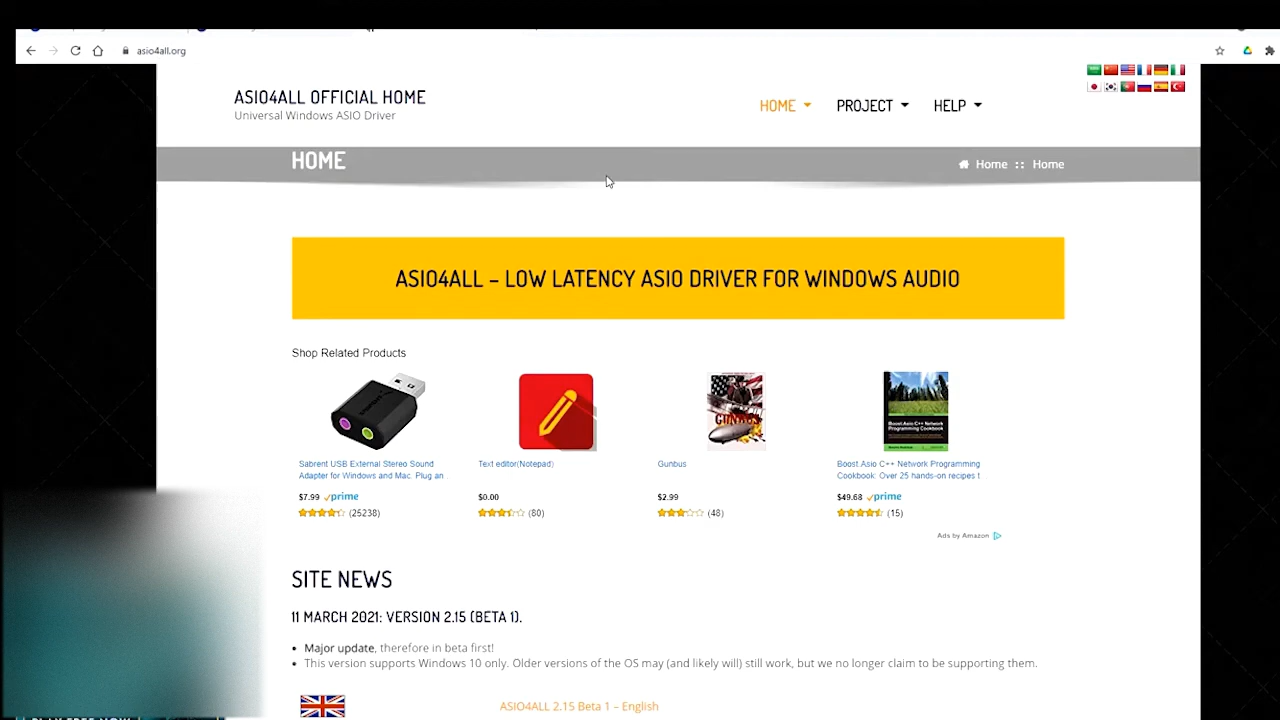 asio4all.org
ASIO4ALL OFFICIAL HOME
Universal Windows ASIO Driver
HOME PROJECT HELP
HOME
Home :: Home
ASIO4ALL – LOW LATENCY ASIO DRIVER FOR WINDOWS AUDIO
Shop Related Products
Sabrent USB External Stereo Sound
Adapter for Windows and Mac. Plug an
$7.99 prime
(25238)
Text editor(Notepad)
$0.00
(80)
GUNBUS
Gunbus
$2.99
(48)
Boost.Asio C++ Network
Programming Cookbook
Boost.Asio C++ Network Programming
Cookbook: Over 25 hands-on recipes t
$49.68 prime
(15)
Ads by Amazon
SITE NEWS
11 MARCH 2021: VERSION 2.15 (BETA 1).
• Major update, therefore in beta first!
• This version supports Windows 10 only. Older versions of the OS may (and likely will) still work, but we no longer claim to be supporting them.
ASIO4ALL 2.15 Beta 1 – English